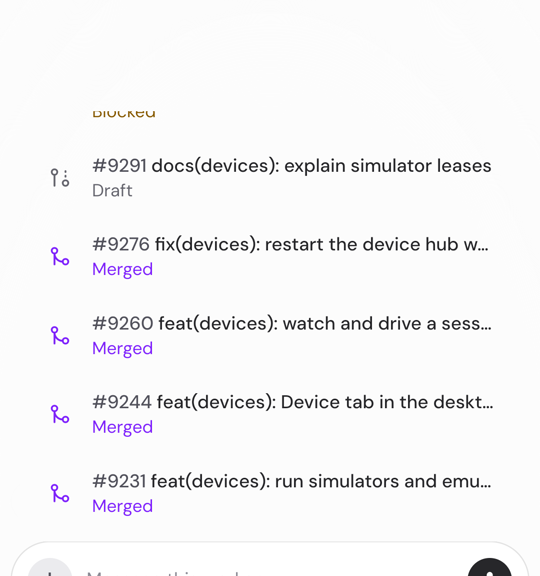 Blocked
#9291 docs(devices): explain simulator leases
Draft
#9276 fix(devices): restart the device hub w...
Merged
#9260 feat(devices): watch and drive a sess...
Merged
#9244 feat(devices): Device tab in the deskt...
Merged
#9231 feat(devices): run simulators and emu...
Merged